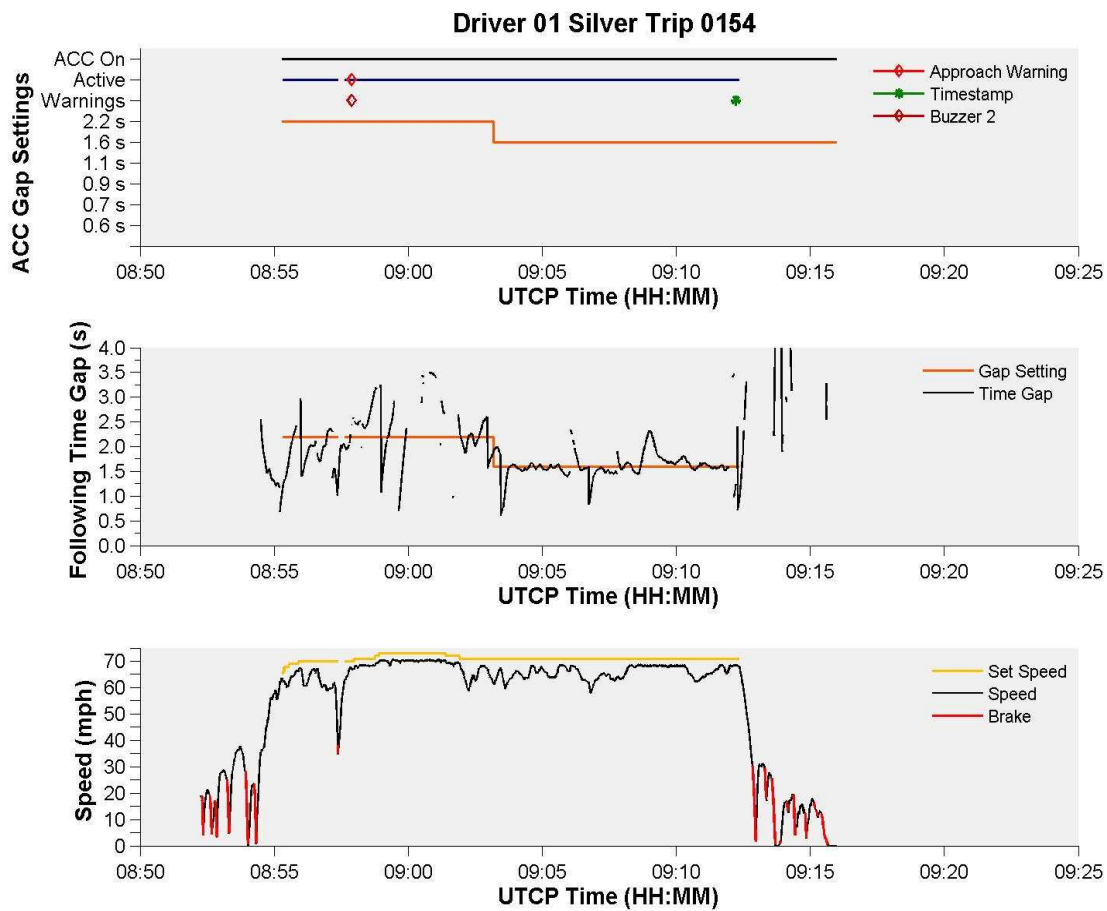 Driver 01 Silver Trip 0154
ACC Gap Settings
ACC On
Active
Warnings
2.2 s
1.6 s
1.1 s
0.9 s
0.7 s
0.6 s
Approach Warning
Timestamp
Buzzer 2
08:50 08:55 09:00 09:05 09:10 09:15 09:20 09:25
UTCP Time (HH:MM)
Following Time Gap (s)
4.0
3.5
3.0
2.5
2.0
1.5
1.0
0.5
0.0
Gap Setting
Time Gap
08:50 08:55 09:00 09:05 09:10 09:15 09:20 09:25
UTCP Time (HH:MM)
Speed (mph)
70
60
50
40
30
20
10
0
Set Speed
Speed
Brake
08:50 08:55 09:00 09:05 09:10 09:15 09:20 09:25
UTCP Time (HH:MM)